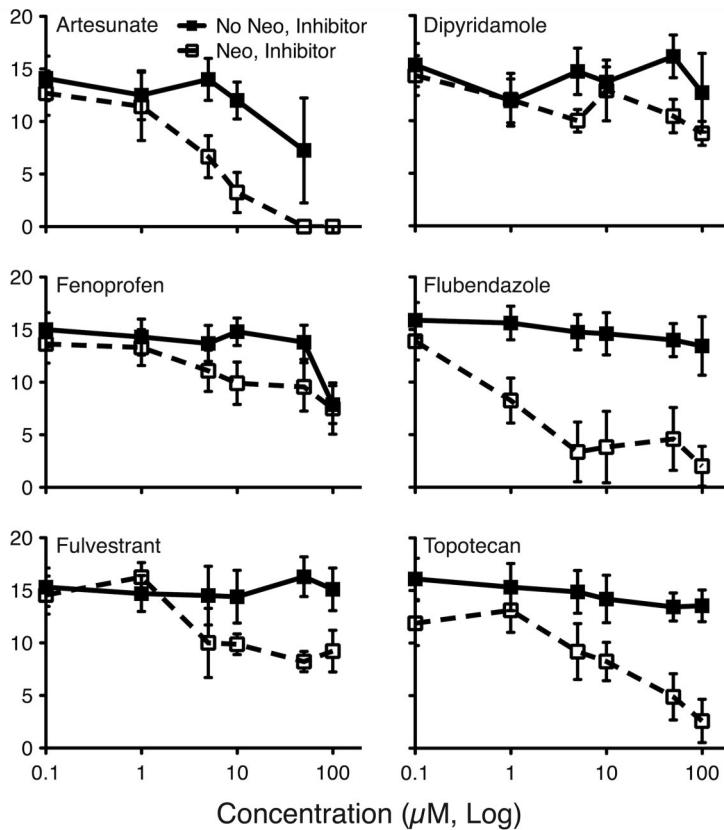 Artesunate
No Neo, Inhibitor
Neo, Inhibitor
Dipyridamole
20
15
10
5
0
Fenoprofen
Flubendazole
20
15
10
5
0
Fulvestrant
Topotecan
20
15
10
5
0
0.1 1 10 100
0.1 1 10 100
Concentration (µM, Log)